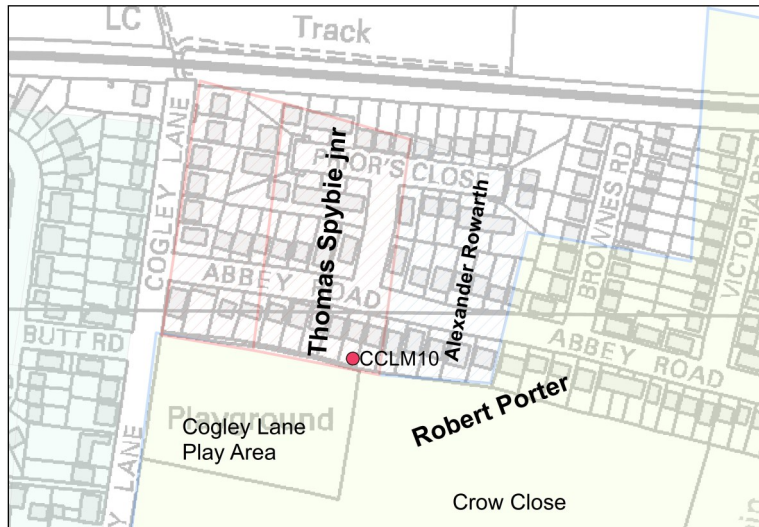 LC
Track
COGLEY LANE
PRIOR'S CLOSE
Thomas Spybie jnr
Alexander Rowarth
BROWNES RD
VICTORIA
ABBEY ROAD
BUTT RD
CCLM10
ABBEY ROAD
Playground
Robert Porter
Cogley Lane
Play Area
Y LANE
Crow Close